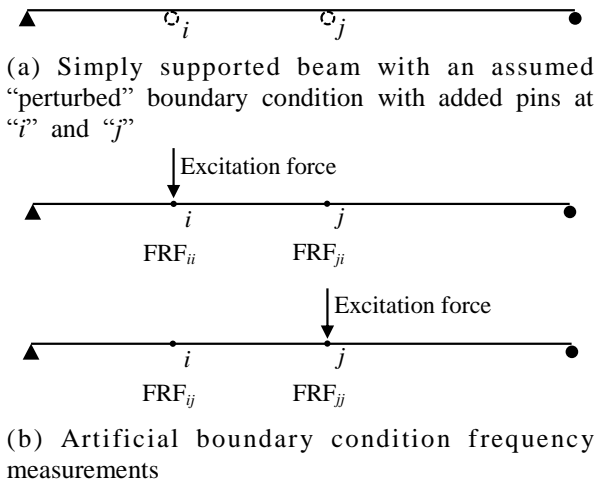 i j
(a) Simply supported beam with an assumed
“perturbed” boundary condition with added pins at
“i” and “j”
Excitation force
i j
FRFii FRFji
Excitation force
i j
FRFij FRFjj
(b) Artificial boundary condition frequency
measurements